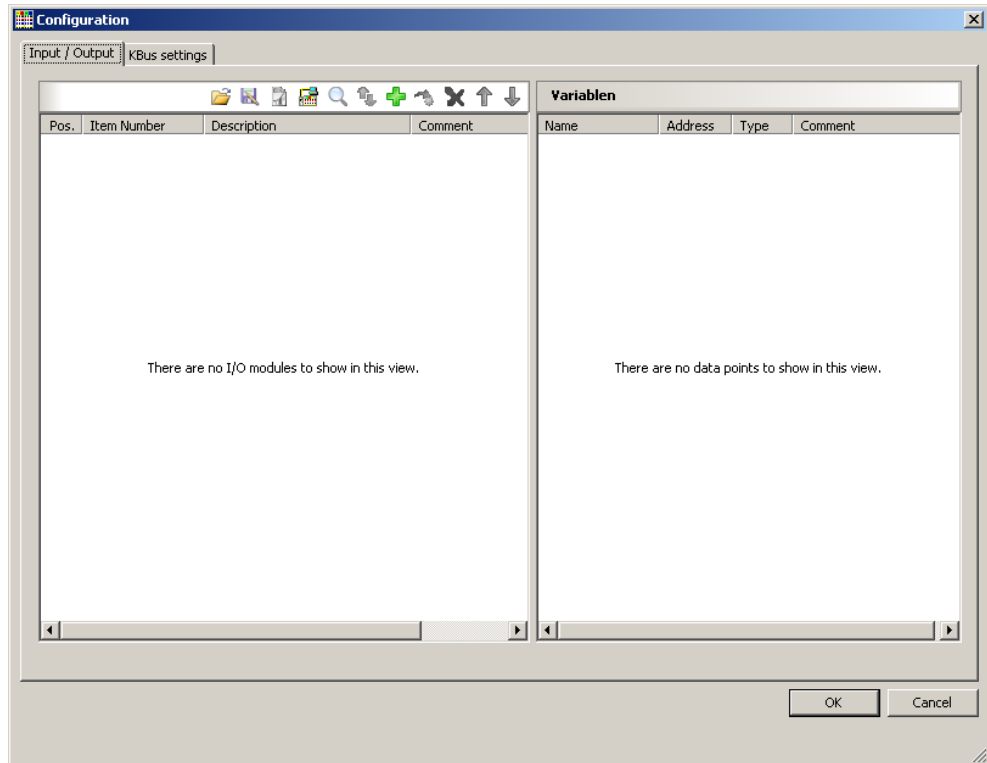 Configuration
Input / Output KBus settings
Variablen
Pos. Item Number Description Comment
Name Address Type Comment
There are no I/O modules to show in this view.
There are no data points to show in this view.
OK Cancel